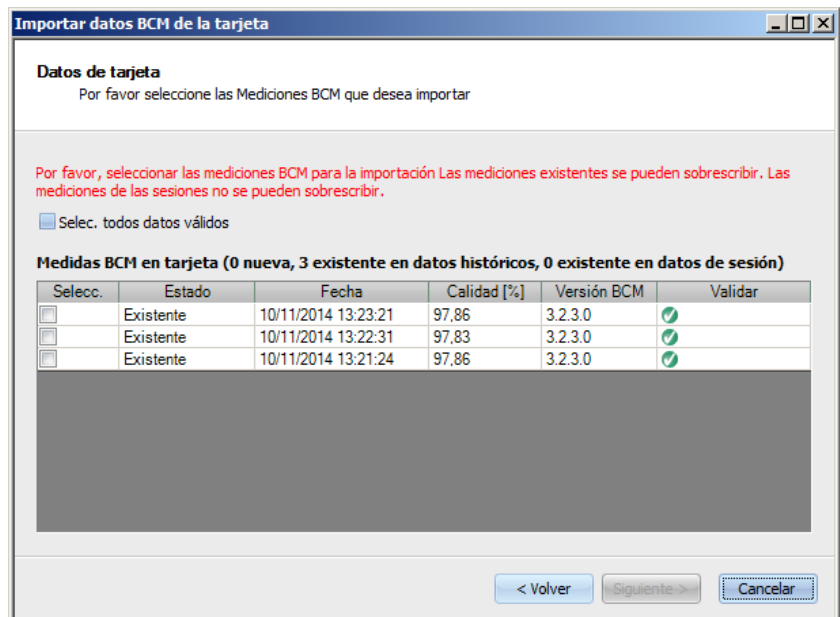 Importar datos BCM de la tarjeta
Datos de tarjeta
Por favor seleccione las Mediciones BCM que desea importar
Por favor, seleccionar las mediciones BCM para la importación Las mediciones existentes se pueden sobrescribir. Las
mediciones de las sesiones no se pueden sobrescribir.
Selec. todos datos válidos
Medidas BCM en tarjeta (0 nueva, 3 existente en datos históricos, 0 existente en datos de sesión)
Selecc. Estado Fecha Calidad [%] Versión BCM Validar
Existente 10/11/2014 13:23:21 97,86 3.2.3.0
Existente 10/11/2014 13:22:31 97,83 3.2.3.0
Existente 10/11/2014 13:21:24 97,86 3.2.3.0
< Volver Siguiente > Cancelar